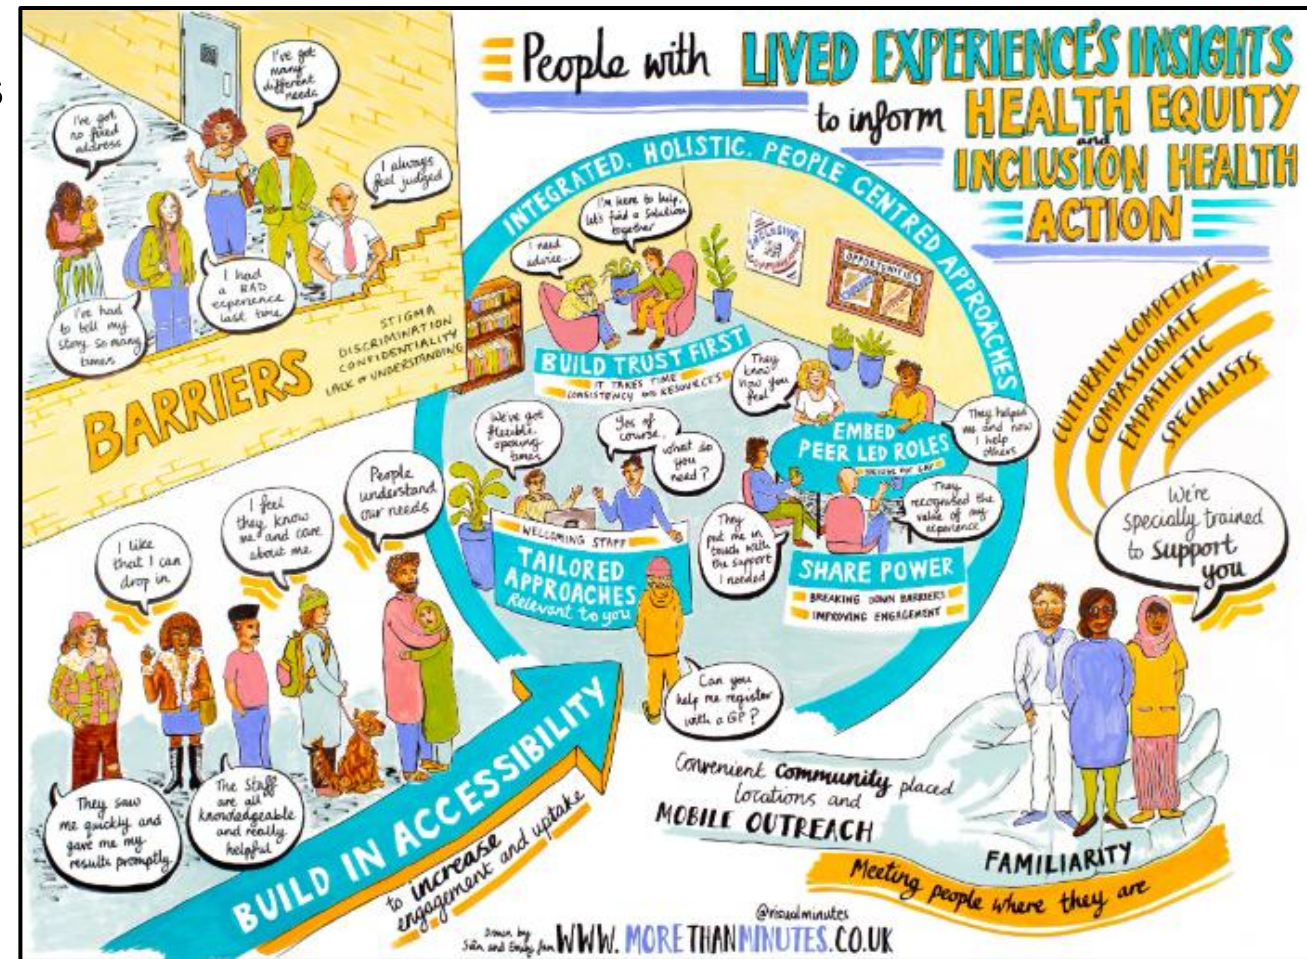 People with LIVED EXPERIENCE'S INSIGHTS
to inform HEALTH EQUITY
and
INCLUSION HEALTH
ACTION
I've got
no fixed
address
I've got
many
different
needs
I always
feel judged
I've had
to tell my
story so many
times
I had
a BAD
experience
last time
BARRIERS
STIGMA
DISCRIMINATION
CONFIDENTIALITY
LACK OF UNDERSTANDING
INTEGRATED, HOLISTIC, PEOPLE CENTRED APPROACHES
I need
advice...
I'm here to help,
let's find a solution
together
INCLUSIVE
OPPORTUNITIES
BUILD TRUST FIRST
IT TAKES TIME
CONSISTENCY AND RESOURCES
They
know
how you
feel
EMBED
PEER LED ROLES
BRIDGE THE GAP
They helped
me and now
I help
others
We've got
flexible
opening
times
Yes of
course,
what do
you
need?
WELCOMING STAFF
TAILORED
APPROACHES
Relevant to you
They
put me in
touch with
the support
I needed
They
recognised the
value of my
experience
SHARE POWER
BREAKING DOWN BARRIERS
IMPROVING ENGAGEMENT
Can you
help me register
with a GP?
CULTURALLY COMPETENT
COMPASSIONATE
EMPATHETIC
SPECIALISTS
We're
specially trained
to support
you
I like
that I can
drop in
I feel
they know
me and care
about me
People
understand
our needs
They saw
me quickly and
gave me my
results promptly
The staff
are all
knowledgeable
and really
helpful
BUILD IN ACCESSIBILITY
to increase
engagement and uptake
Convenient community placed
locations and
MOBILE OUTREACH
FAMILIARITY
Meeting people where they are
@visualminutes
Drawn by
WWW.MORETHANMINUTES.CO.UK